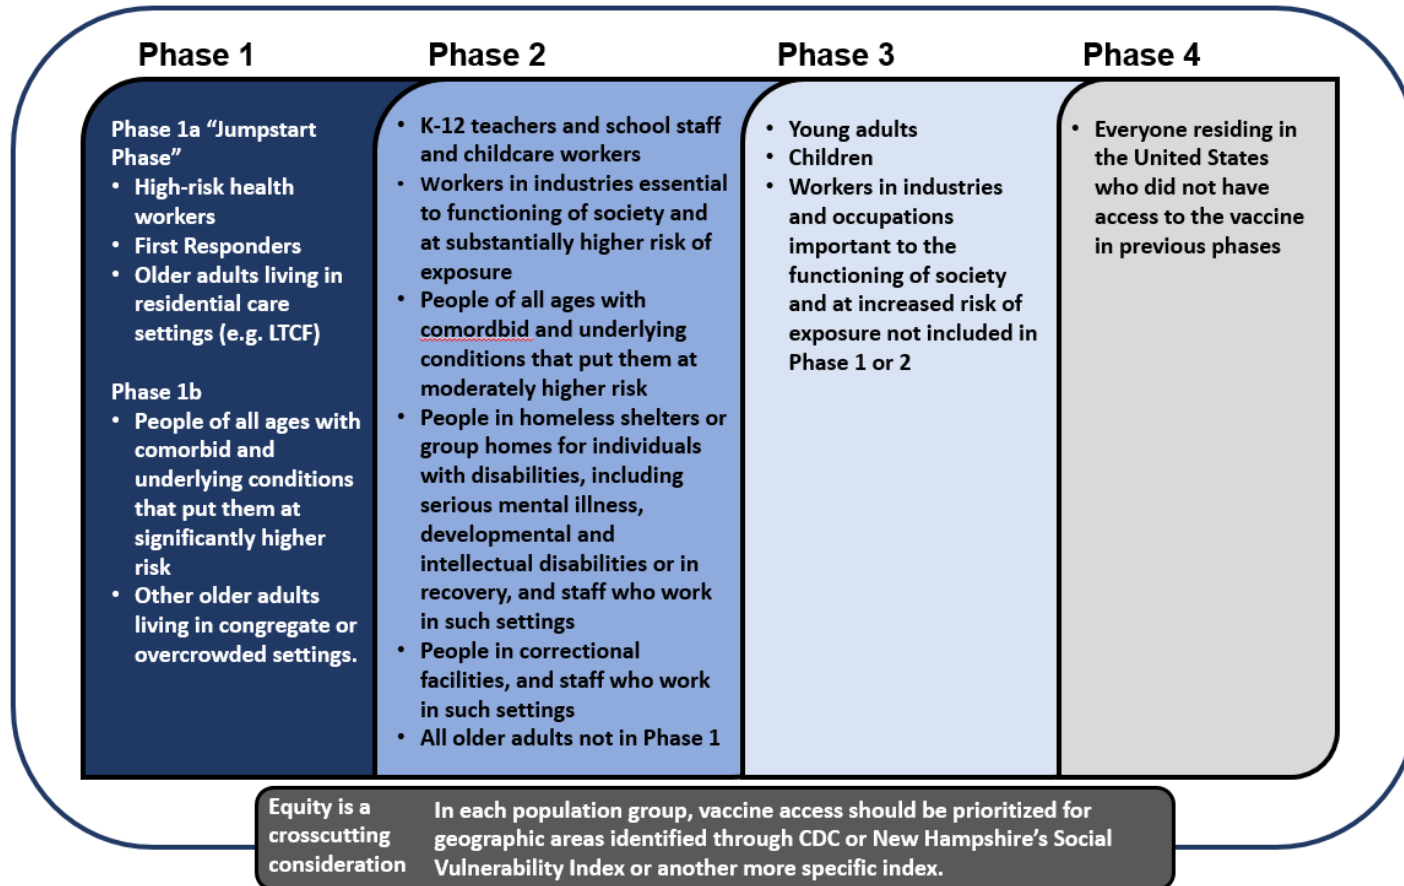 Phase 1
Phase 1a “Jumpstart
Phase”
• High-risk health
workers
• First Responders
• Older adults living in
residential care
settings (e.g. LTCF)
Phase 1b
• People of all ages with
comorbid and
underlying conditions
that put them at
significantly higher
risk
• Other older adults
living in congregate or
overcrowded settings.
Phase 2
• K-12 teachers and school staff
and childcare workers
• Workers in industries essential
to functioning of society and
at substantially higher risk of
exposure
• People of all ages with
comordbid and underlying
conditions that put them at
moderately higher risk
• People in homeless shelters or
group homes for individuals
with disabilities, including
serious mental illness,
developmental and
intellectual disabilities or in
recovery, and staff who work
in such settings
• People in correctional
facilities, and staff who work
in such settings
• All older adults not in Phase 1
Phase 3
• Young adults
• Children
• Workers in industries
and occupations
important to the
functioning of society
and at increased risk of
exposure not included in
Phase 1 or 2
Phase 4
• Everyone residing in
the United States
who did not have
access to the vaccine
in previous phases
Equity is a
crosscutting
consideration
In each population group, vaccine access should be prioritized for
geographic areas identified through CDC or New Hampshire’s Social
Vulnerability Index or another more specific index.